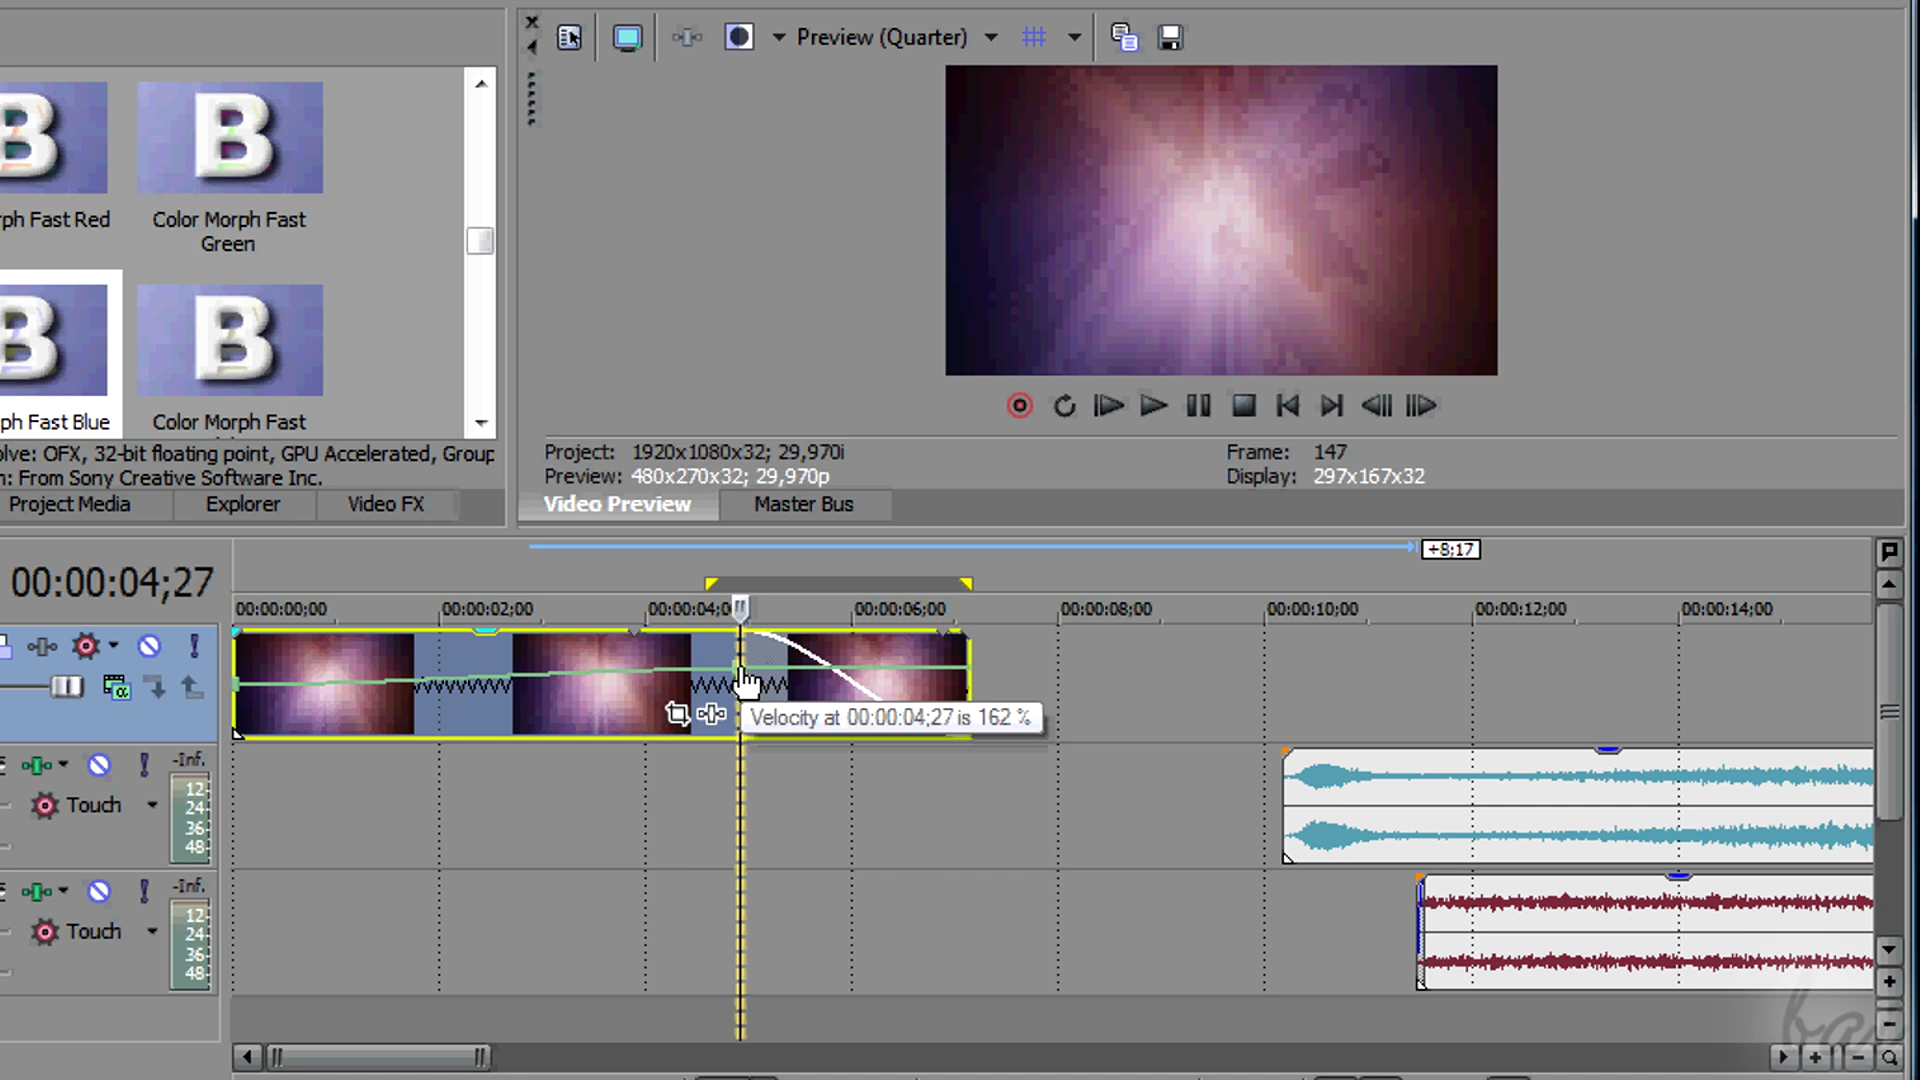 Preview (Quarter)
B
B
rph Fast Red
Color Morph Fast
Green
B
B
ph Fast Blue
Color Morph Fast
olve: OFX, 32-bit floating point, GPU Accelerated, Group
n: From Sony Creative Software Inc.
Project Media
Explorer
Video FX
Project: 1920x1080x32; 29,970i
Preview: 480x270x32; 29,970p
Frame: 147
Display: 297x167x32
Video Preview
Master Bus
+8;17
00:00:04;27
00:00:00;00
00:00:02;00
00:00:04;0
00:00:06;00
00:00:08;00
00:00:10;00
00:00:12;00
00:00:14;00
Velocity at 00:00:04;27 is 162 %
-Inf.
12
24
36
48
Touch
-Inf.
12
24
36
48
Touch